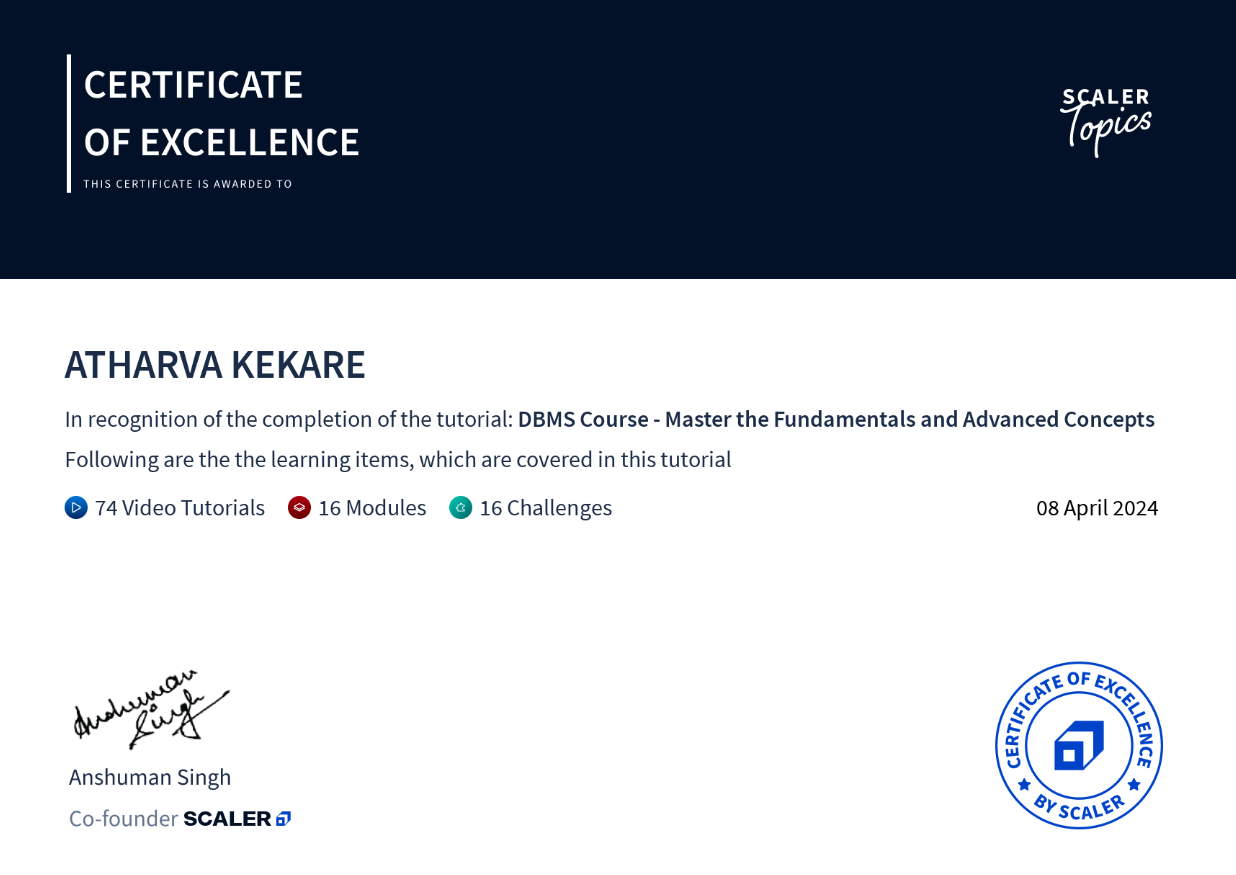 CERTIFICATE
OF EXCELLENCE
THIS CERTIFICATE IS AWARDED TO
SCALER
Topics
ATHARVA KEKARE
In recognition of the completion of the tutorial: DBMS Course - Master the Fundamentals and Advanced Concepts
Following are the the learning items, which are covered in this tutorial
74 Video Tutorials 16 Modules 16 Challenges 08 April 2024
Anshuman
Singh
Anshuman Singh
Co-founder SCALER
CERTIFICATE OF EXCELLENCE
BY SCALER